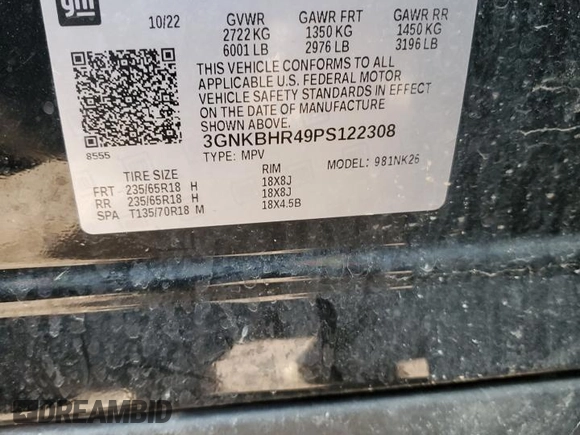 gm
10/22 GVWR GAWR FRT GAWR RR
2722 KG 1350 KG 1450 KG
6001 LB 2976 LB 3196 LB
THIS VEHICLE CONFORMS TO ALL
APPLICABLE U.S. FEDERAL MOTOR
VEHICLE SAFETY STANDARDS IN EFFECT
ON THE DATE OF MANUFACTURE
SHOWN ABOVE.
8555 3GNKBHR49PS122308
TYPE: MPV MODEL: 981NK26
TIRE SIZE RIM
FRT 235/65R18 H 18X8J
RR 235/65R18 H 18X8J
SPA T135/70R18 M 18X4.5B
DREAMBID